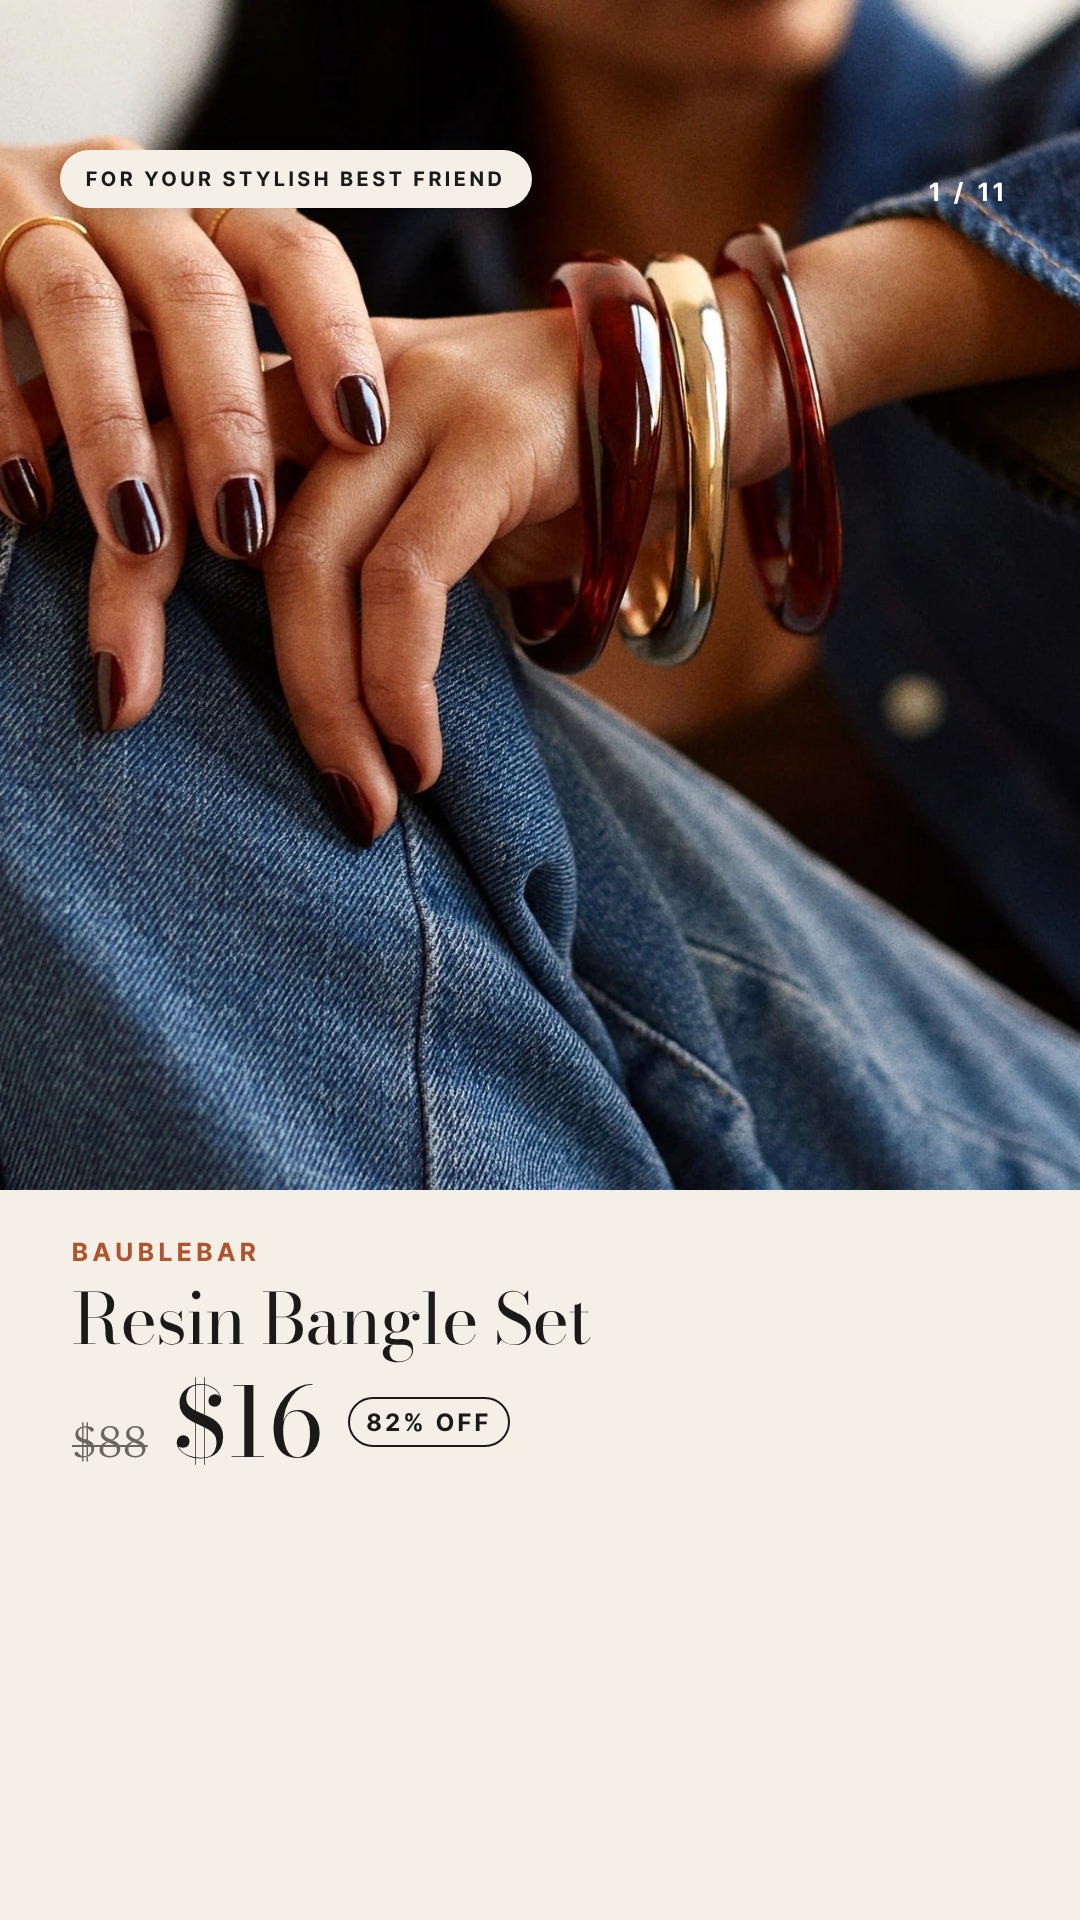 FOR YOUR STYLISH BEST FRIEND
1 / 11
BAUBLEBAR
Resin Bangle Set
$88 $16 82% OFF